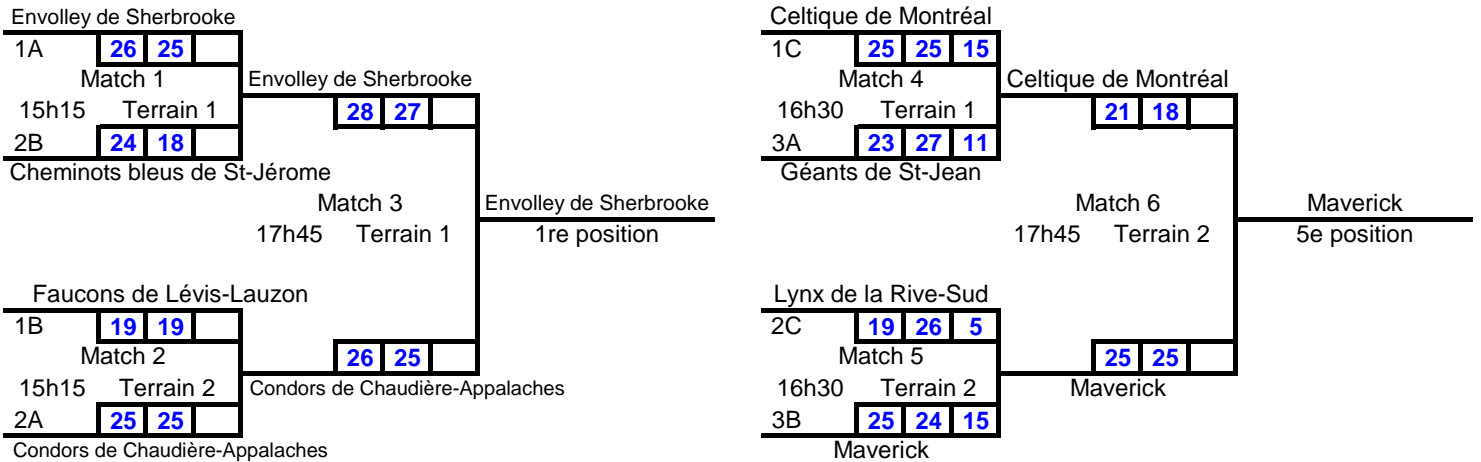 Envolley de Sherbrooke
1A 26 25
Match 1
15h15 Terrain 1
2B 24 18
Cheminots bleus de St-Jérome
Envolley de Sherbrooke
28 27
Match 3
17h45 Terrain 1
Envolley de Sherbrooke
1re position
Faucons de Lévis-Lauzon
1B 19 19
Match 2
15h15 Terrain 2
2A 25 25
Condors de Chaudière-Appalaches
26 25
Condors de Chaudière-Appalaches
Celtique de Montréal
1C 25 25 15
Match 4
16h30 Terrain 1
3A 23 27 11
Géants de St-Jean
Celtique de Montréal
21 18
Match 6
17h45 Terrain 2
Maverick
5e position
Lynx de la Rive-Sud
2C 19 26 5
Match 5
16h30 Terrain 2
3B 25 24 15
Maverick
25 25
Maverick